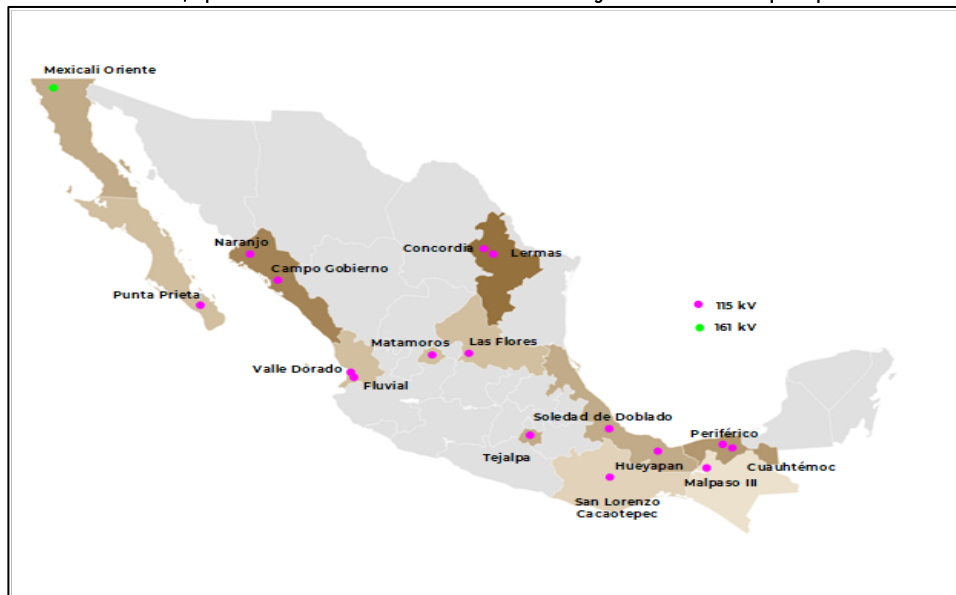 Mexicali Oriente
Naranjo
Concordia
Lermas
Campo Gobierno
Punta Prieta
115 kV
161 kV
Matamoros
Las Flores
Valle Dórado
Fluvial
Soledad de Doblado
Periférico
Tejalpa
Hueyapan
Cuauhtémoc
Malpaso III
San Lorenzo
Cacaotepec